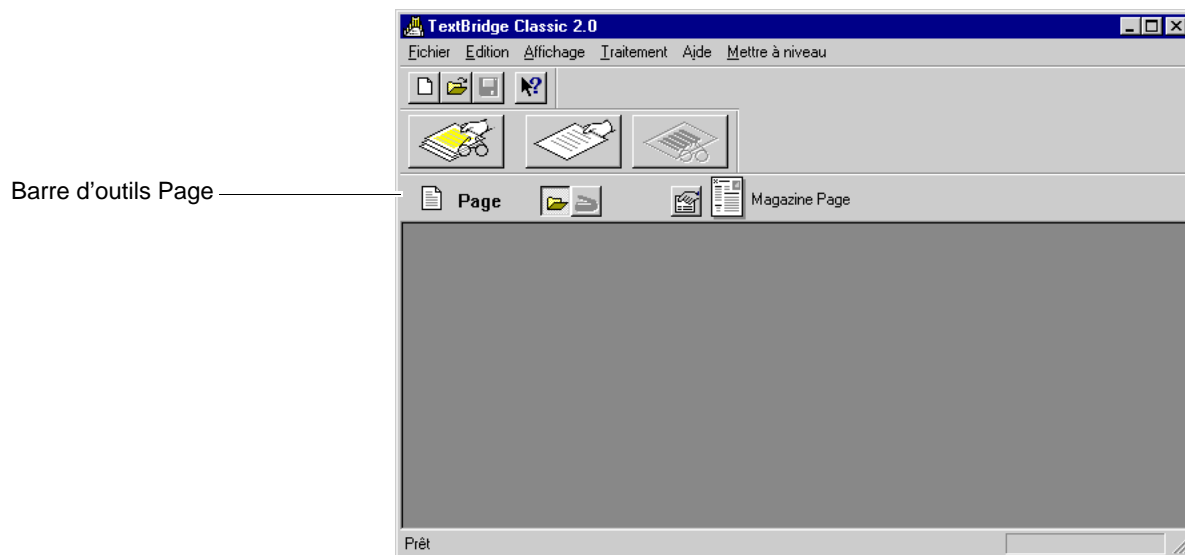 TextBridge Classic 2.0
Fichier Edition Affichage Traitement Aide Mettre à niveau
Barre d'outils Page
Page
Magazine Page
Prêt